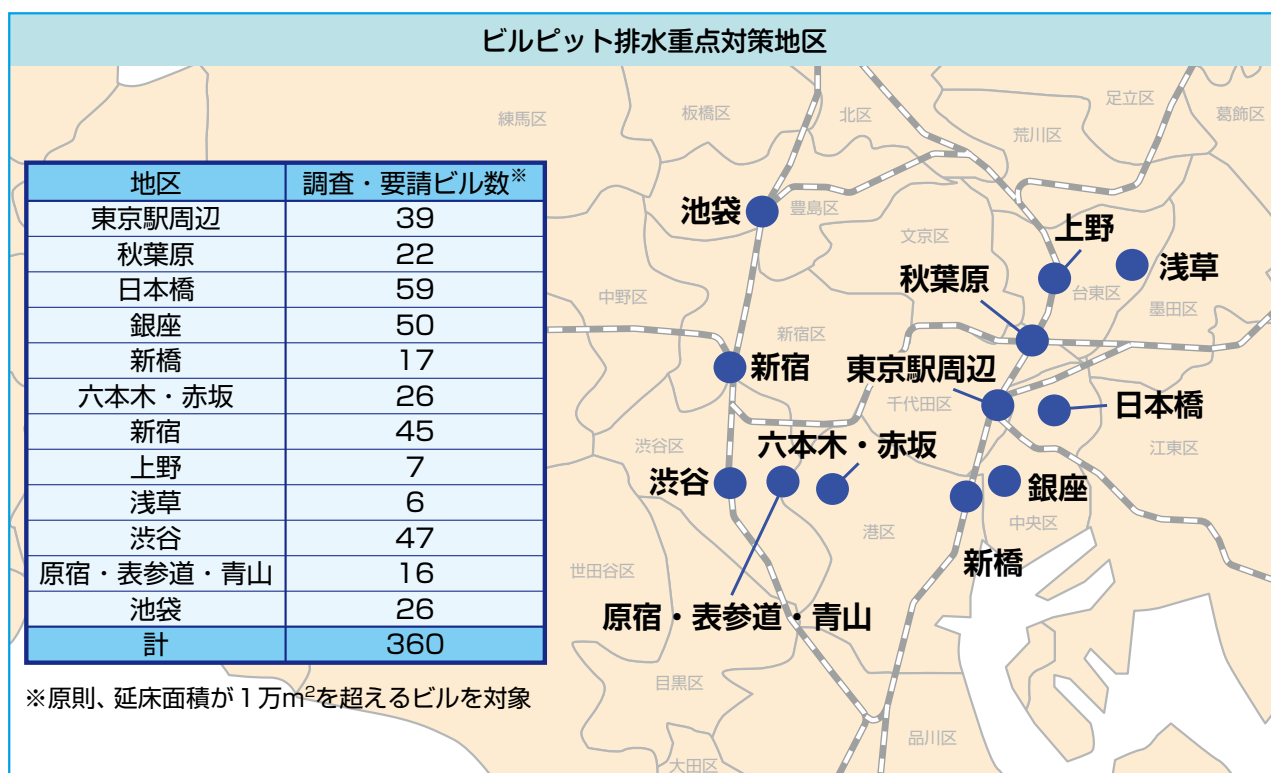 ビルピット排水重点対策地区
地区 調査・要請ビル数※
東京駅周辺 39
秋葉原 22
日本橋 59
銀座 50
新橋 17
六本木・赤坂 26
新宿 45
上野 7
浅草 6
渋谷 47
原宿・表参道・青山 16
池袋 26
計 360
※原則、延床面積が1万m²を超えるビルを対象
足立区
葛飾区
練馬区
板橋区
北区
荒川区
池袋
豊島区
文京区
上野
浅草
秋葉原
台東区
中野区
墨田区
新宿区
新宿
東京駅周辺
千代田区
日本橋
渋谷区
六本木・赤坂
江東区
渋谷
銀座
港区
中央区
新橋
世田谷区
原宿・表参道・青山
目黒区
品川区
大田区